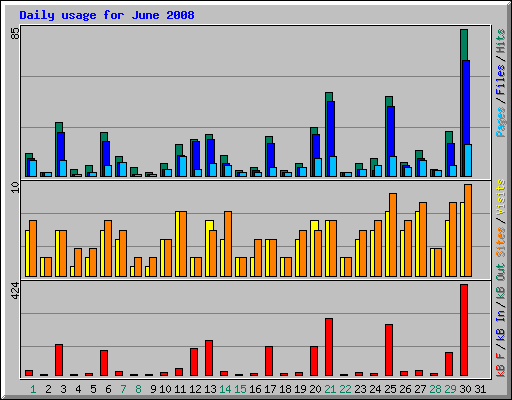 Daily usage for June 2008
85
Pages / Files / Hits
10
Sites / Visits
424
kB F / kB In / kB Out
1 2 3 4 5 6 7 8 9 10 11 12 13 14 15 16 17 18 19 20 21 22 23 24 25 26 27 28 29 30 31